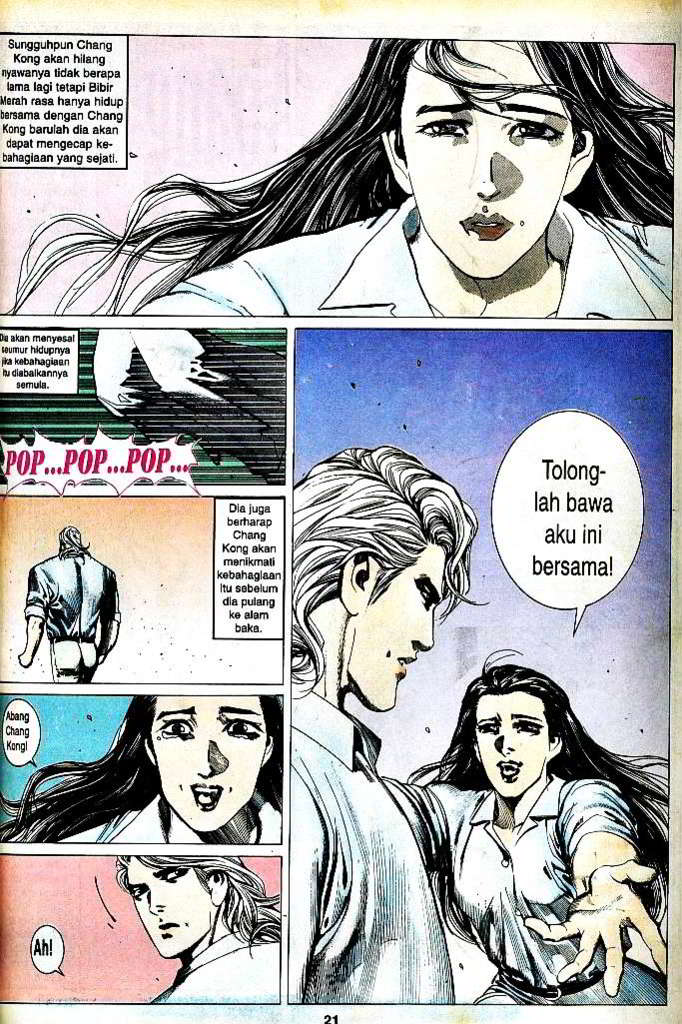 Sungguhpun Chang
Kong akan hilang
nyawanya tidak berapa
lama lagi tetapi Bibir
Merah rasa hanya hidup
bersama dengan Chang
Kong barulah dia akan
dapat mengecap ke-
bahagiaan yang sejati.
Dia akan menyesal
seumur hidupnya
jika kebahagiaan
itu diabaikannya
semula.
POP...POP...POP...
Dia juga
berharap
Chang
Kong akan
menikmati
kebahagiaan
Itu sebelum
dia pulang
ke alam
baka.
Tolong-
lah bawa
aku ini
bersama!
Abang
Chang
Kong!
Ah!
21